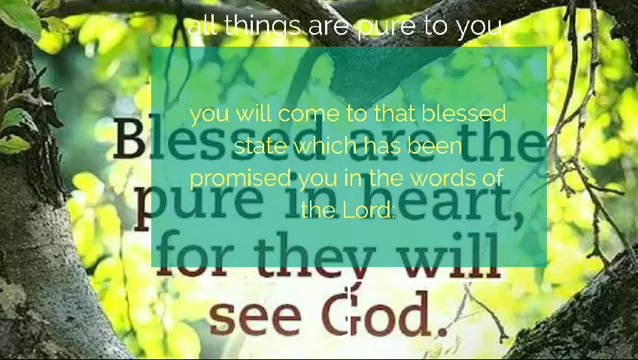 all things are pure to you,
you will come to that blessed
state which has been
promised you in the words of
the Lord:
Blessed are the
pure in heart,
for they will
see God.